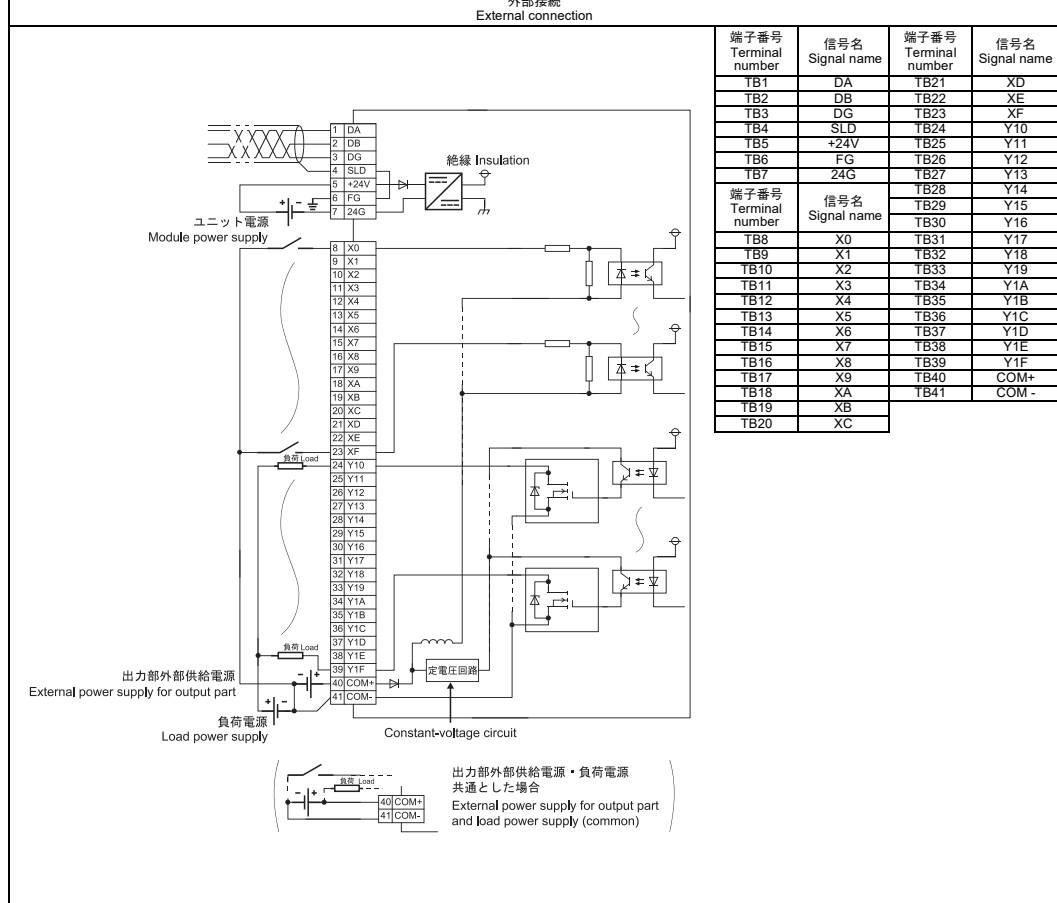 外部接続
External connection
1 DA
2 DB
3 DG
4 SLD
5 +24V
6 FG
7 24G
絶縁 Insulation
+ -
ユニット電源
Module power supply
8 X0
9 X1
10 X2
11 X3
12 X4
13 X5
14 X6
15 X7
16 X8
17 X9
18 XA
19 XB
20 XC
21 XD
22 XE
23 XF
24 Y10
25 Y11
26 Y12
27 Y13
28 Y14
29 Y15
30 Y16
31 Y17
32 Y18
33 Y19
34 Y1A
35 Y1B
36 Y1C
37 Y1D
38 Y1E
39 Y1F
40 COM+
41 COM-
負荷 Load
負荷 Load
出力部外部供給電源
External power supply for output part
- +
+ -
負荷電源
Load power supply
定電圧回路
Constant-voltage circuit
負荷 Load
- +
40 COM+
41 COM-
出力部外部供給電源・負荷電源
共通とした場合
External power supply for output part
and load power supply (common)
端子番号 Terminal number 信号名 Signal name 端子番号 Terminal number 信号名 Signal name
TB1 DA TB21 XD
TB2 DB TB22 XE
TB3 DG TB23 XF
TB4 SLD TB24 Y10
TB5 +24V TB25 Y11
TB6 FG TB26 Y12
TB7 24G TB27 Y13
端子番号 Terminal number 信号名 Signal name
TB28 Y14
TB29 Y15
TB30 Y16
TB8 X0 TB31 Y17
TB9 X1 TB32 Y18
TB10 X2 TB33 Y19
TB11 X3 TB34 Y1A
TB12 X4 TB35 Y1B
TB13 X5 TB36 Y1C
TB14 X6 TB37 Y1D
TB15 X7 TB38 Y1E
TB16 X8 TB39 Y1F
TB17 X9 TB40 COM+
TB18 XA TB41 COM -
TB19 XB
TB20 XC